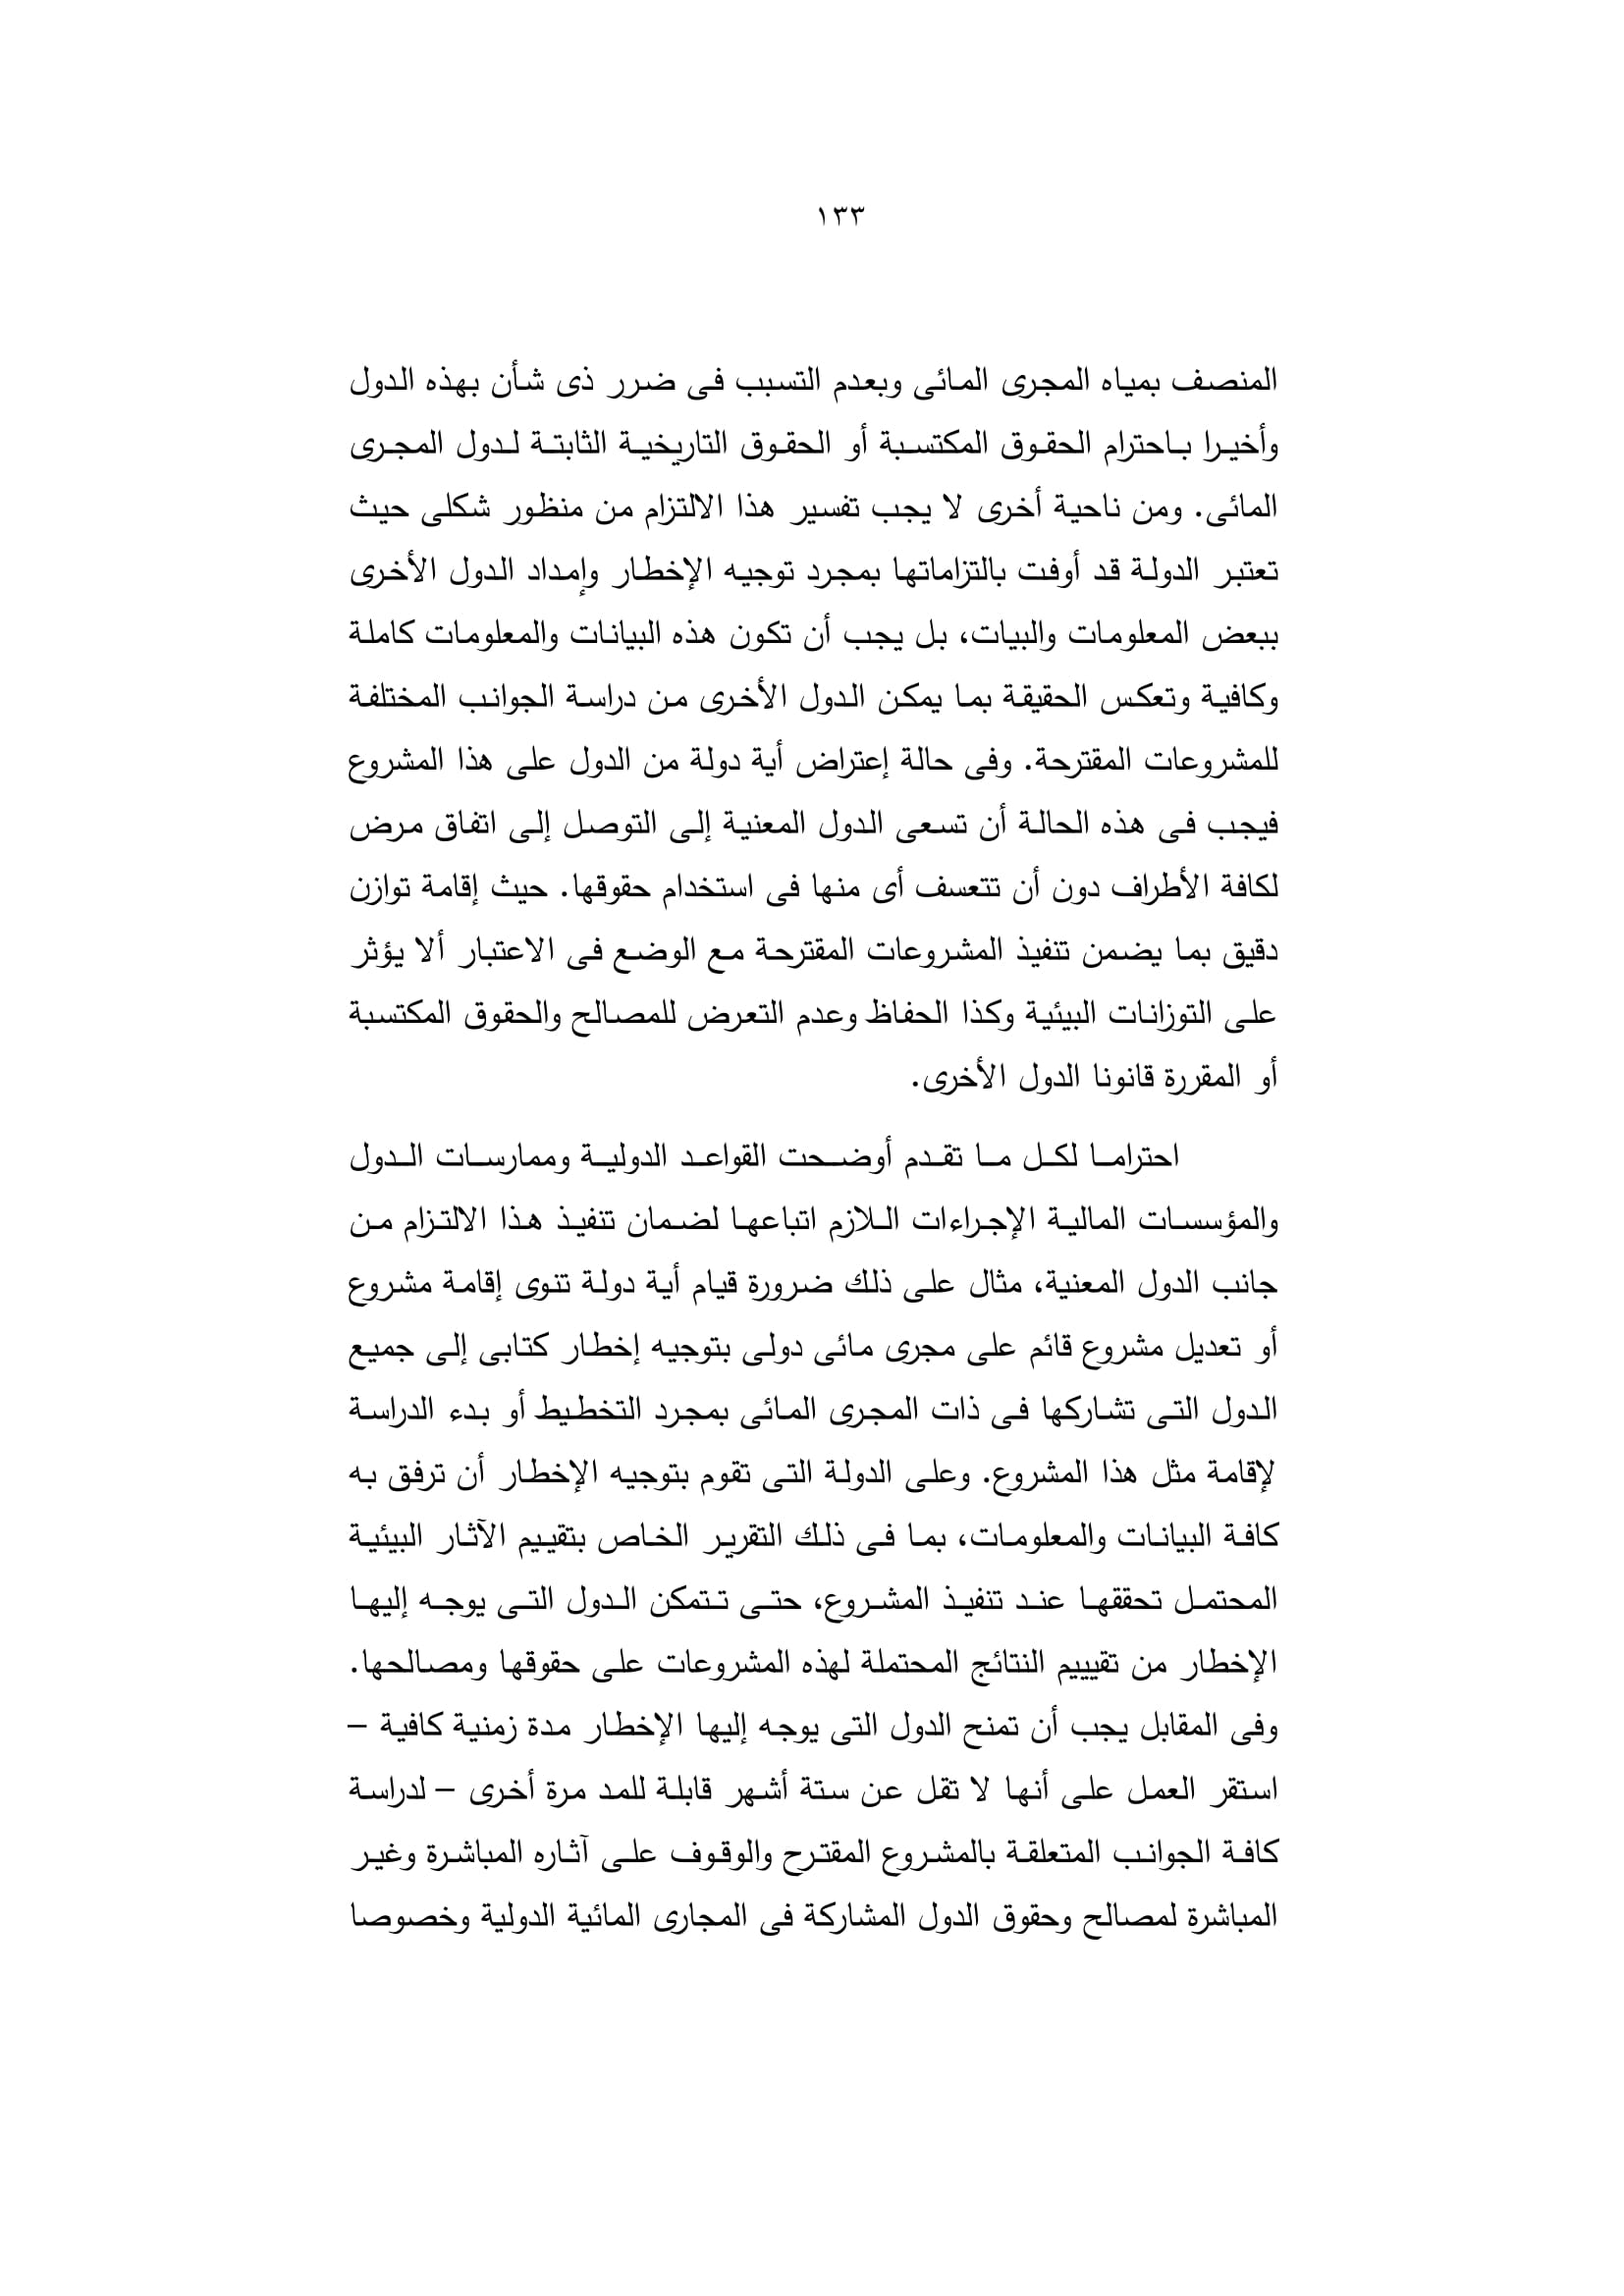 ١٣٣
المنصف بمياه المجرى المائى وبعدم التسبب فى ضرر ذى شأن بهذه الدول
وأخيرا باحترام الحقوق المكتسبة أو الحقوق التاريخية الثابتة لدول المجرى
المائى. ومن ناحية أخرى لا يجب تفسير هذا الالتزام من منظور شكلى حيث
تعتبر الدولة قد أوفت بالتزاماتها بمجرد توجيه الإخطار وإمداد الدول الأخرى
ببعض المعلومات والبيات، بل يجب أن تكون هذه البيانات والمعلومات كاملة
وكافية وتعكس الحقيقة بما يمكن الدول الأخرى من دراسة الجوانب المختلفة
للمشروعات المقترحة. وفى حالة إعتراض أية دولة من الدول على هذا المشروع
فيجب فى هذه الحالة أن تسعى الدول المعنية إلى التوصل إلى اتفاق مرض
لكافة الأطراف دون أن تتعسف أى منها فى استخدام حقوقها. حيث إقامة توازن
دقيق بما يضمن تنفيذ المشروعات المقترحة مع الوضع فى الاعتبار ألا يؤثر
على التوزانات البيئية وكذا الحفاظ وعدم التعرض للمصالح والحقوق المكتسبة
أو المقررة قانونا الدول الأخرى.
احتراما لكل ما تقدم أوضحت القواعد الدولية وممارسات الدول
والمؤسسات المالية الإجراءات اللازم اتباعها لضمان تنفيذ هذا الالتزام من
جانب الدول المعنية، مثال على ذلك ضرورة قيام أية دولة تنوى إقامة مشروع
أو تعديل مشروع قائم على مجرى مائى دولى بتوجيه إخطار كتابى إلى جميع
الدول التى تشاركها فى ذات المجرى المائى بمجرد التخطيط أو بدء الدراسة
لإقامة مثل هذا المشروع. وعلى الدولة التى تقوم بتوجيه الإخطار أن ترفق به
كافة البيانات والمعلومات، بما فى ذلك التقرير الخاص بتقييم الآثار البيئية
المحتمل تحققها عند تنفيذ المشروع، حتى تتمكن الدول التى يوجه إليها
الإخطار من تقيييم النتائج المحتملة لهذه المشروعات على حقوقها ومصالحها.
وفى المقابل يجب أن تمنح الدول التى يوجه إليها الإخطار مدة زمنية كافية –
استقر العمل على أنها لا تقل عن ستة أشهر قابلة للمد مرة أخرى – لدراسة
كافة الجوانب المتعلقة بالمشروع المقترح والوقوف على آثاره المباشرة وغير
المباشرة لمصالح وحقوق الدول المشاركة فى المجارى المائية الدولية وخصوصا